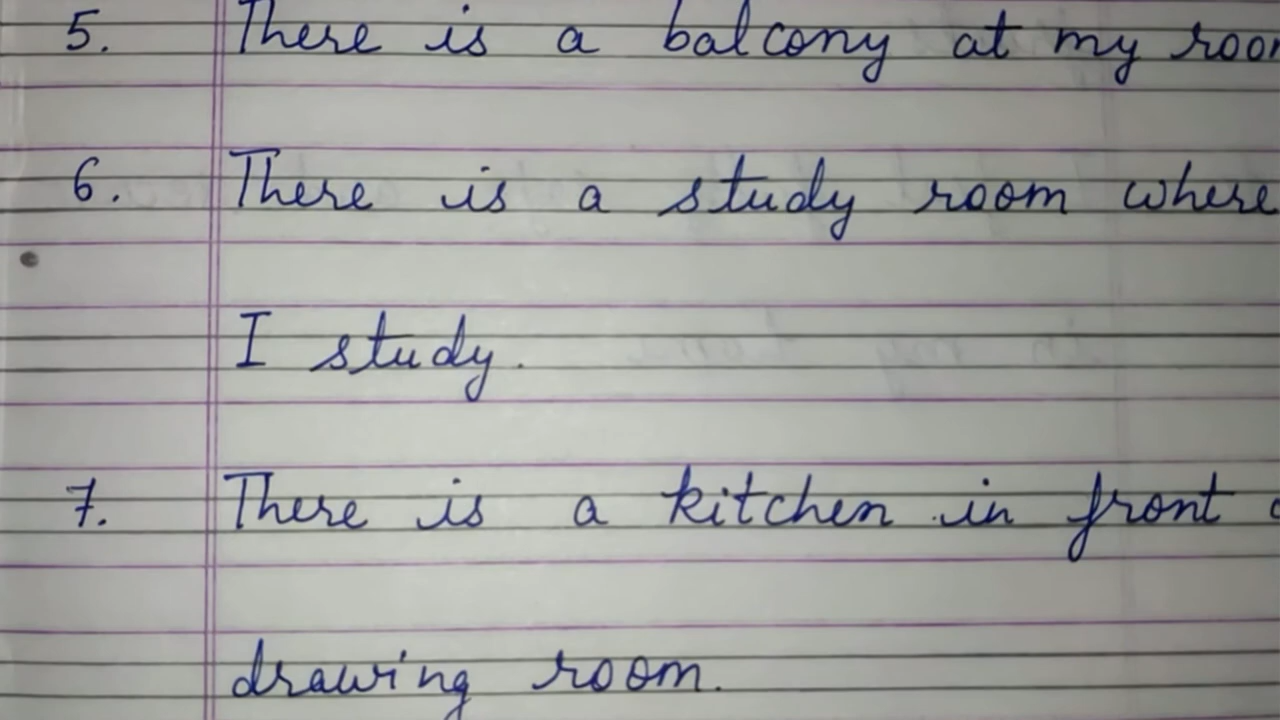 5. There is a balcony at my
6. There is a study room where
I study.
7. There is a kitchen in front
drawing room.